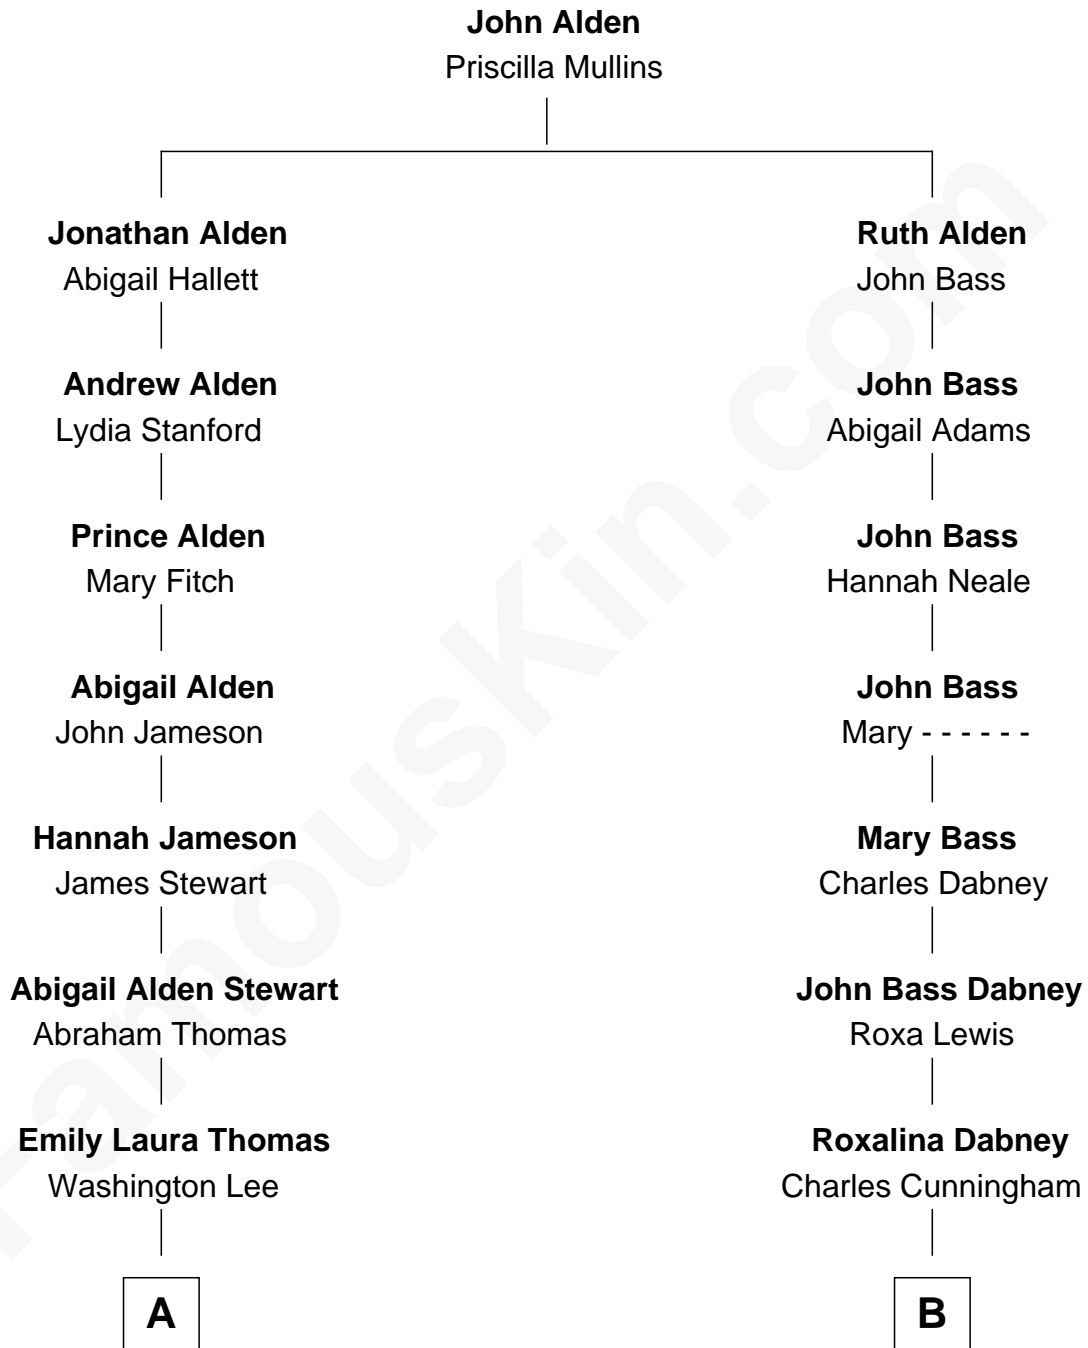 John Alden
Priscilla Mullins
Jonathan Alden
Abigail Hallett
Ruth Alden
John Bass
Andrew Alden
Lydia Stanford
John Bass
Abigail Adams
Prince Alden
Mary Fitch
John Bass
Hannah Neale
Abigail Alden
John Jameson
John Bass
Mary - - - - - -
Hannah Jameson
James Stewart
Mary Bass
Charles Dabney
Abigail Alden Stewart
Abraham Thomas
John Bass Dabney
Roxa Lewis
Emily Laura Thomas
Washington Lee
Roxalina Dabney
Charles Cunningham
A
B
FamousKin.com